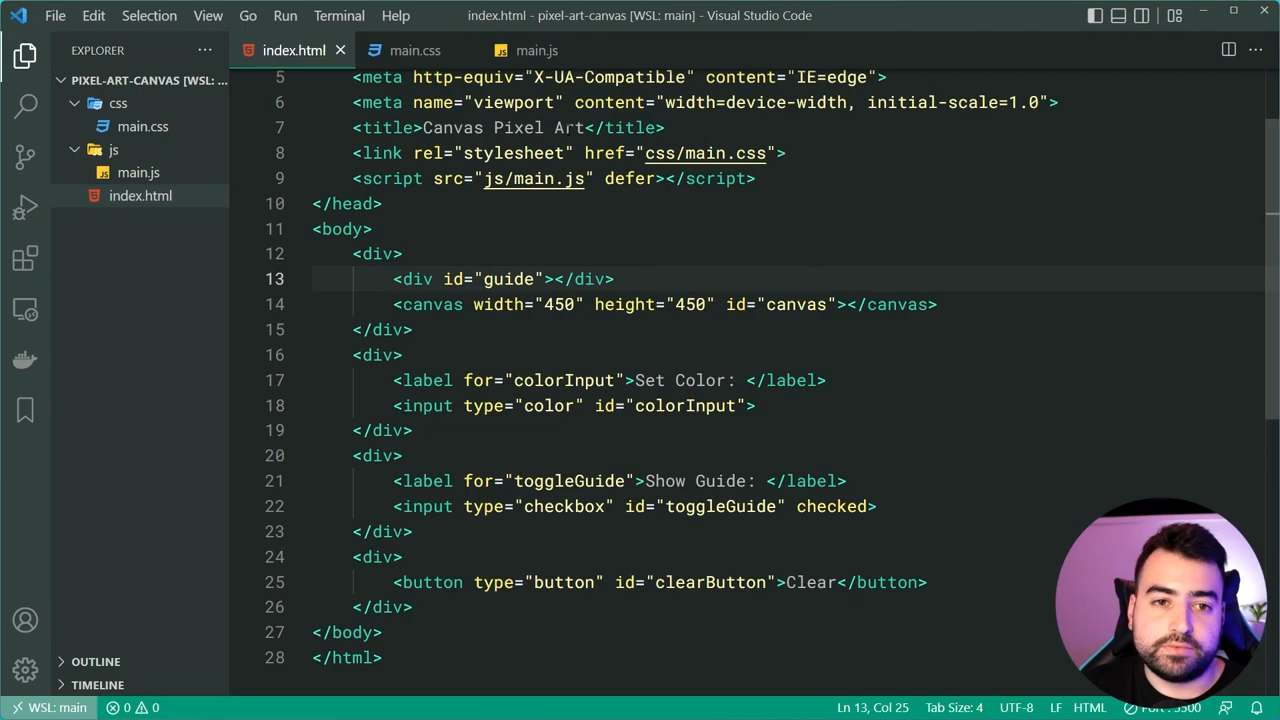 File Edit Selection View Go Run Terminal Help
index.html - pixel-art-canvas [WSL: main] - Visual Studio Code
EXPLORER
index.html
main.css
main.js
PIXEL-ART-CANVAS [WSL: main] ...
css
main.css
js
main.js
index.html
5 <meta http-equiv="X-UA-Compatible" content="IE=edge">
6 <meta name="viewport" content="width=device-width, initial-scale=1.0">
7 <title>Canvas Pixel Art</title>
8 <link rel="stylesheet" href="css/main.css">
9 <script src="js/main.js" defer></script>
10 </head>
11 <body>
12 <div>
13 <div id="guide"></div>
14 <canvas width="450" height="450" id="canvas"></canvas>
15 </div>
16 <div>
17 <label for="colorInput">Set Color: </label>
18 <input type="color" id="colorInput">
19 </div>
20 <div>
21 <label for="toggleGuide">Show Guide: </label>
22 <input type="checkbox" id="toggleGuide" checked>
23 </div>
24 <div>
25 <button type="button" id="clearButton">Clear</button>
26 </div>
27 </body>
28 </html>
OUTLINE
TIMELINE
WSL: main 0 0 Ln 13, Col 25 Tab Size: 4 UTF-8 LF HTML